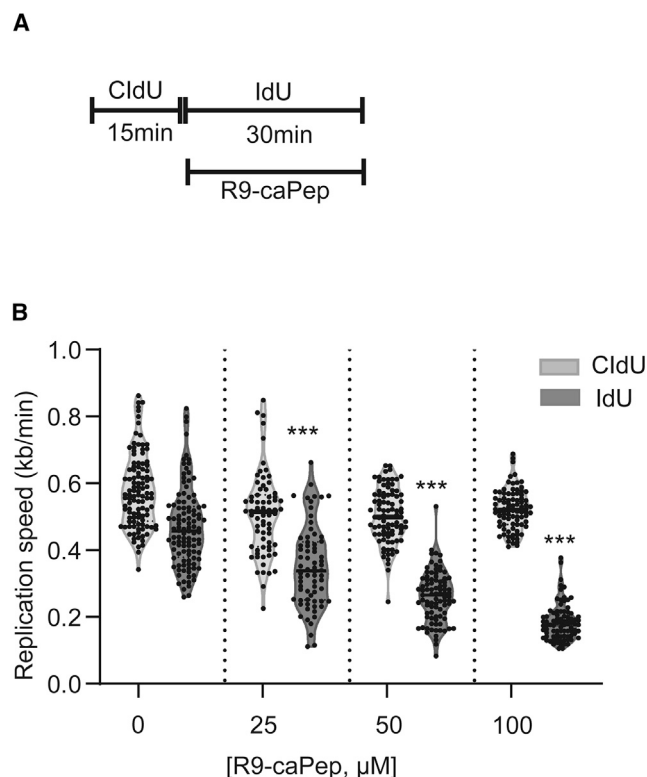 A
CldU
IdU
15min
30min
R9-caPep
B
1.0
0.8
0.6
0.4
0.2
0.0
Replication speed (kb/min)
***
***
***
CldU
IdU
0
25
50
100
[R9-caPep, µM]